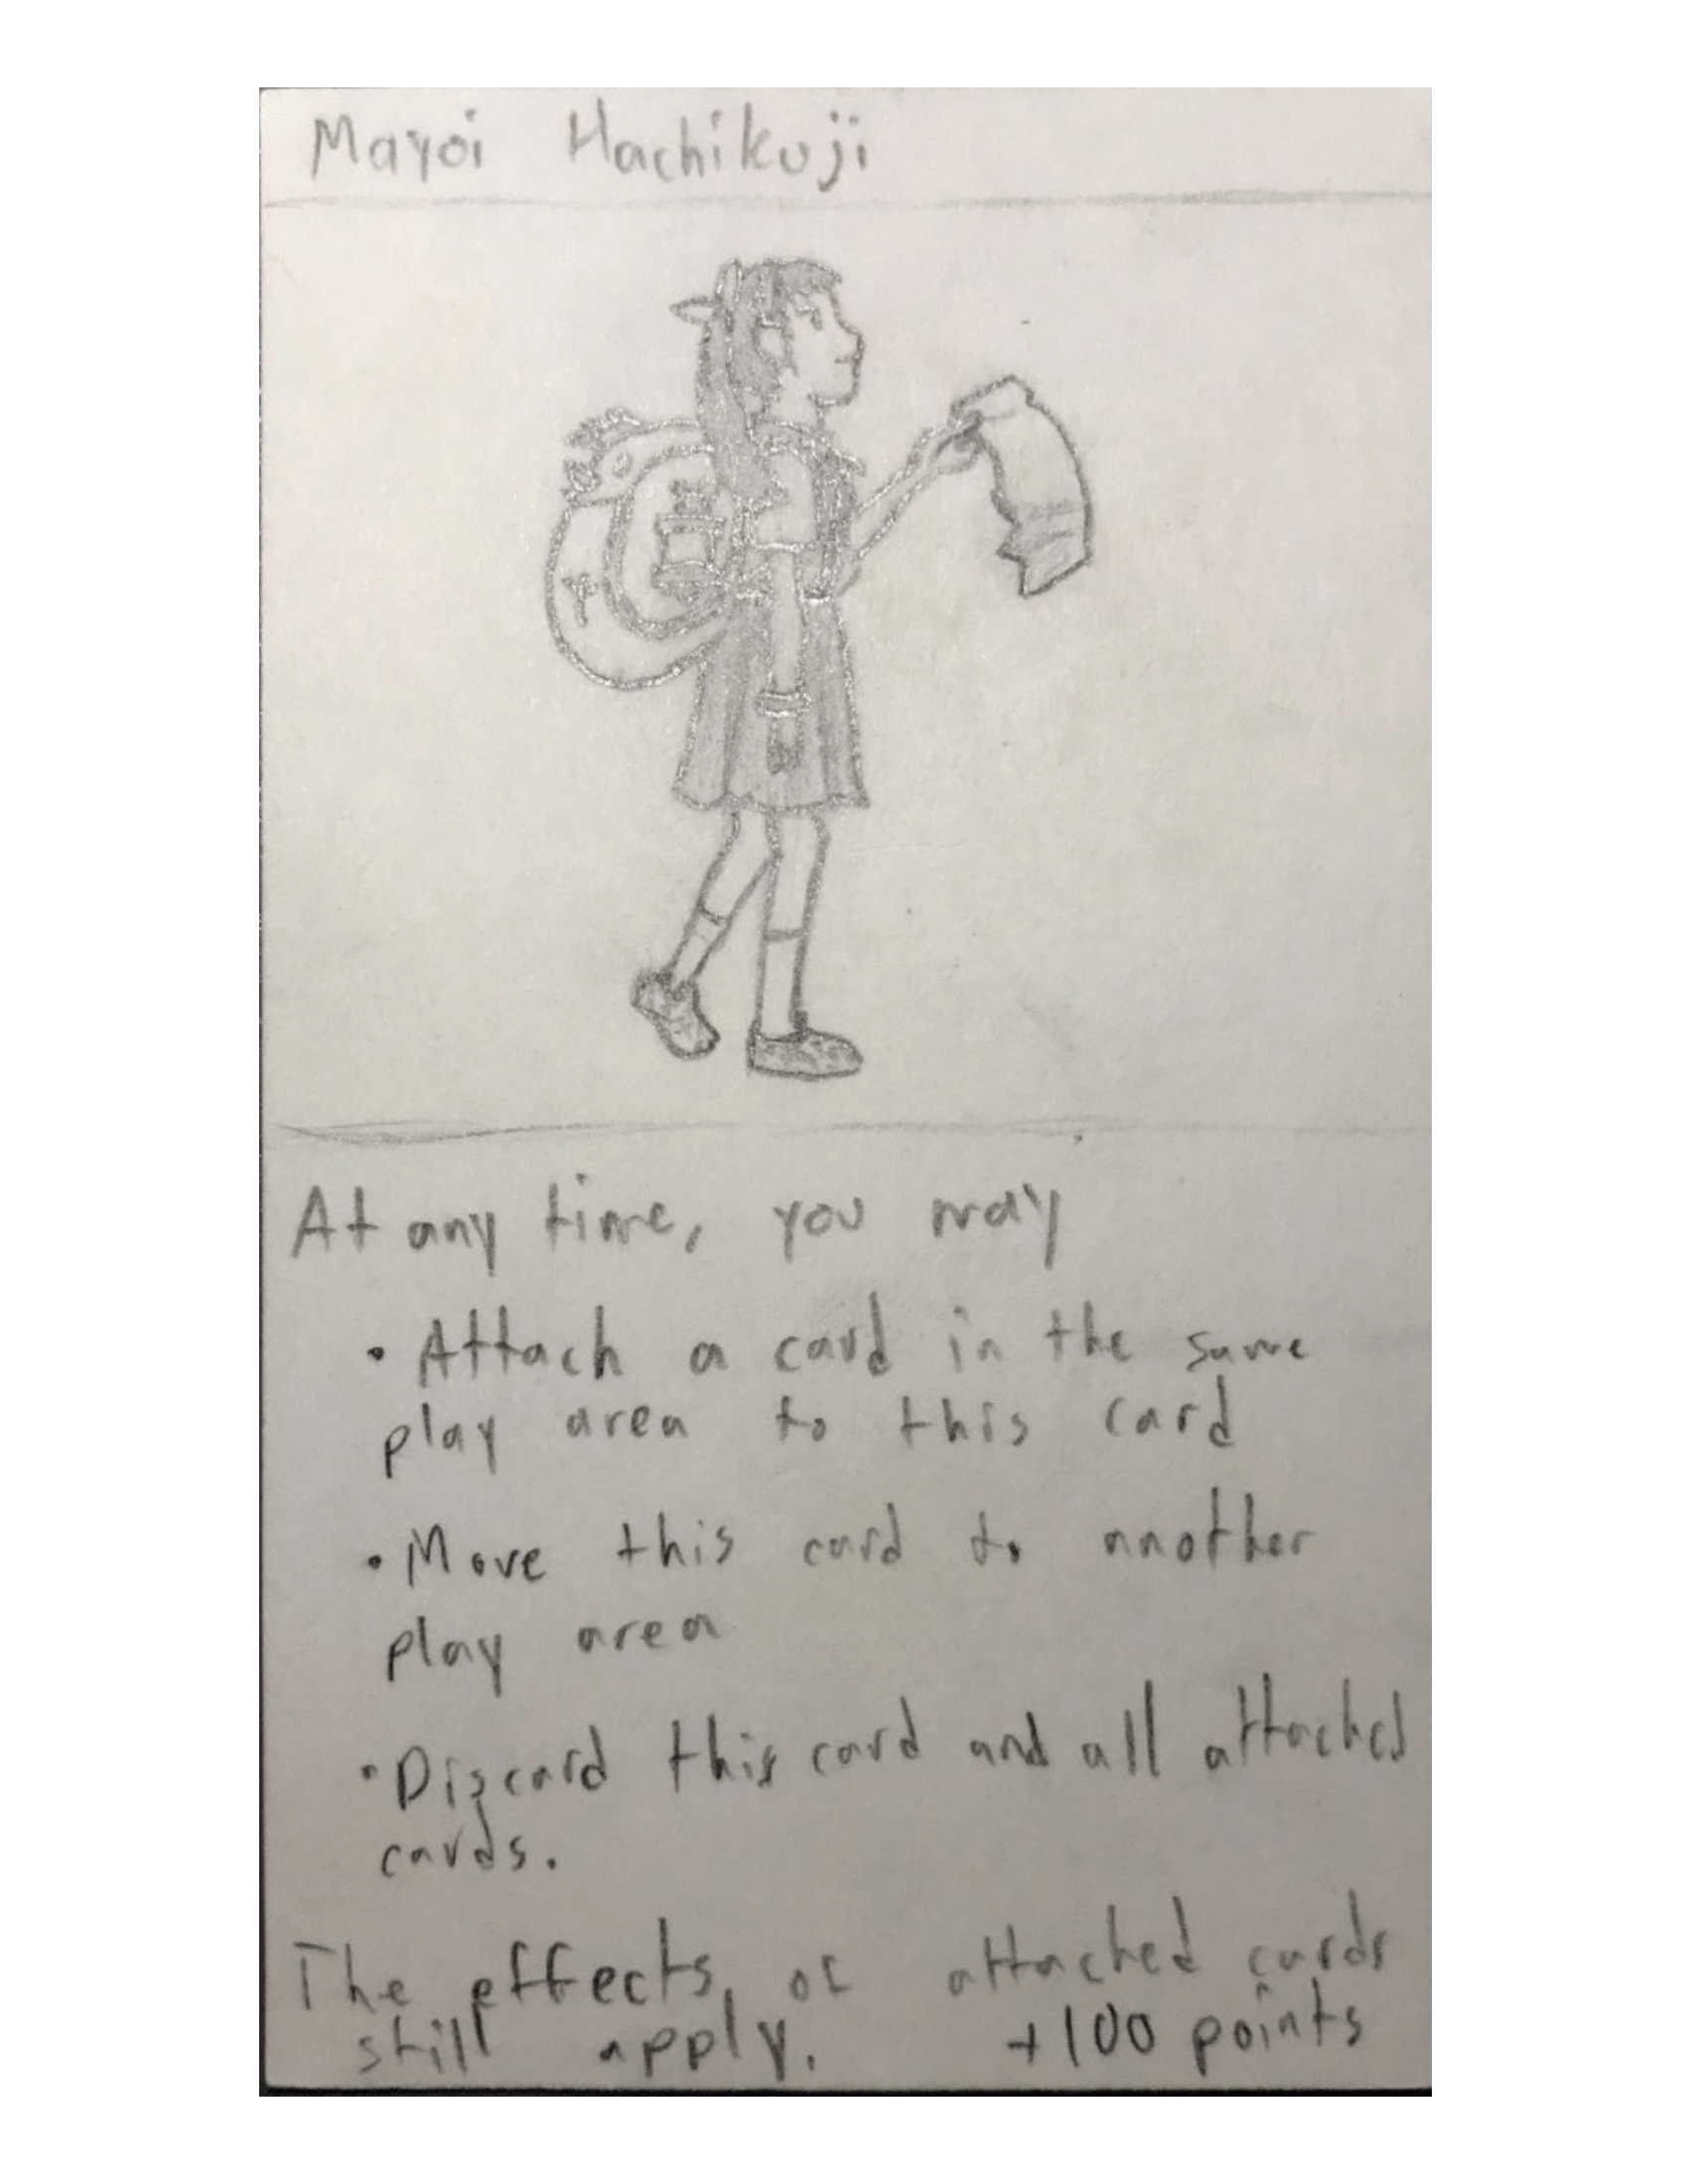 Mayoi Hachikuji
At any time, you may
• Attach a card in the same
play area to this card
• Move this card to another
play area
• Discard this card and all attached
cards.
The effects of attached cards
still apply. +100 points